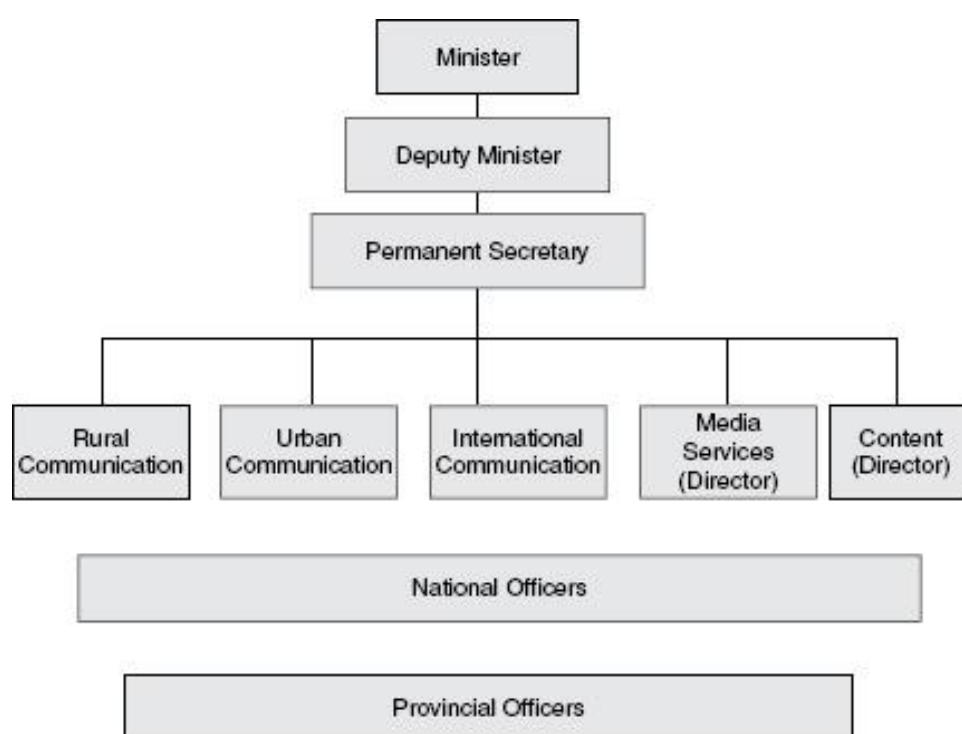 Minister
Deputy Minister
Permanent Secretary
Rural
Communication
Urban
Communication
International
Communication
Media
Services
(Director)
Content
(Director)
National Officers
Provincial Officers